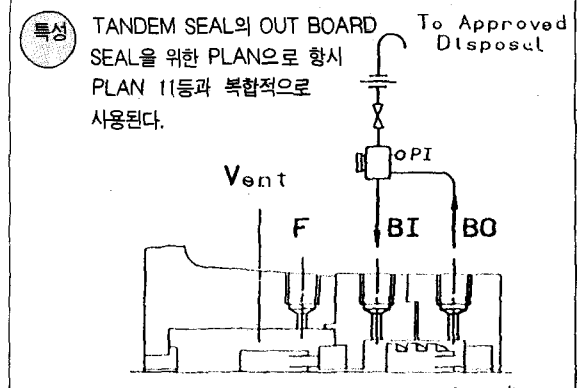 특성
TANDEM SEAL의 OUT BOARD
SEAL을 위한 PLAN으로 항시
PLAN 11등과 복합적으로
사용된다.
To Approved
Disposal
PI
Vent
F
BI
BO